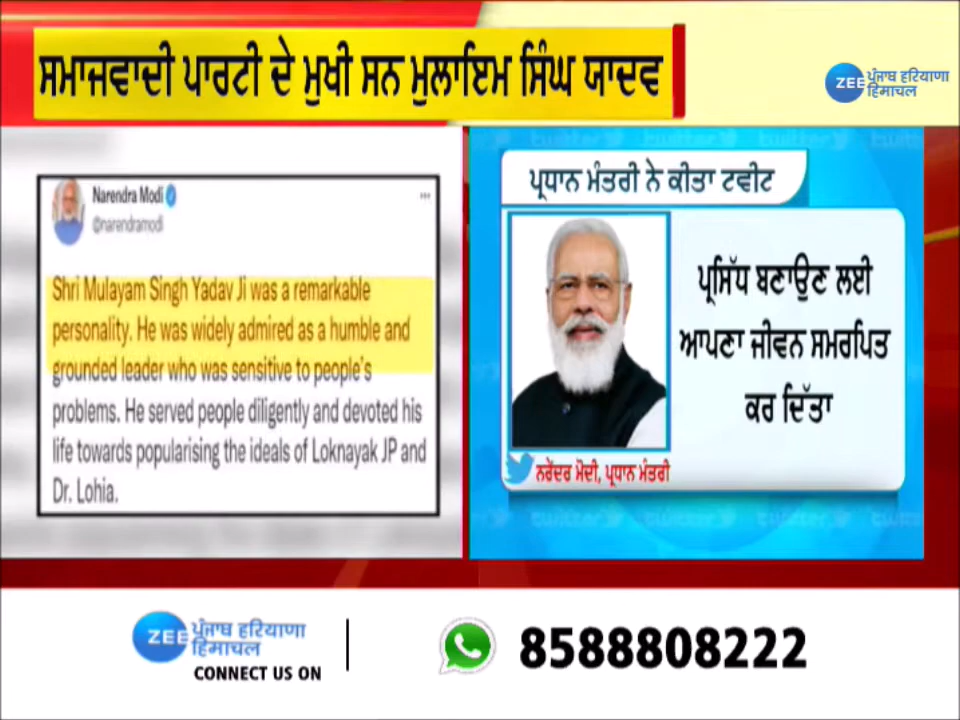 ਸਮਾਜਵਾਦੀ ਪਾਰਟੀ ਦੇ ਮੁਖੀ ਸਨ ਮੁਲਾਇਮ ਸਿੰਘ ਯਾਦਵ
ZEE ਪੰਜਾਬ ਹਰਿਆਣਾ
ਹਿਮਾਚਲ
Narendra Modi
@narendramodi
Shri Mulayam Singh Yadav Ji was a remarkable
personality. He was widely admired as a humble and
grounded leader who was sensitive to people's
problems. He served people diligently and devoted his
life towards popularising the ideals of Loknayak JP and
Dr. Lohia.
ਪ੍ਰਧਾਨ ਮੰਤਰੀ ਨੇ ਕੀਤਾ ਟਵੀਟ
ਪ੍ਰਸਿੱਧ ਬਣਾਉਣ ਲਈ
ਆਪਣਾ ਜੀਵਨ ਸਮਰਪਿਤ
ਕਰ ਦਿੱਤਾ
ਨਰੇਂਦਰ ਮੋਦੀ, ਪ੍ਰਧਾਨ ਮੰਤਰੀ
ZEE ਪੰਜਾਬ ਹਰਿਆਣਾ
ਹਿਮਾਚਲ
CONNECT US ON
8588808222